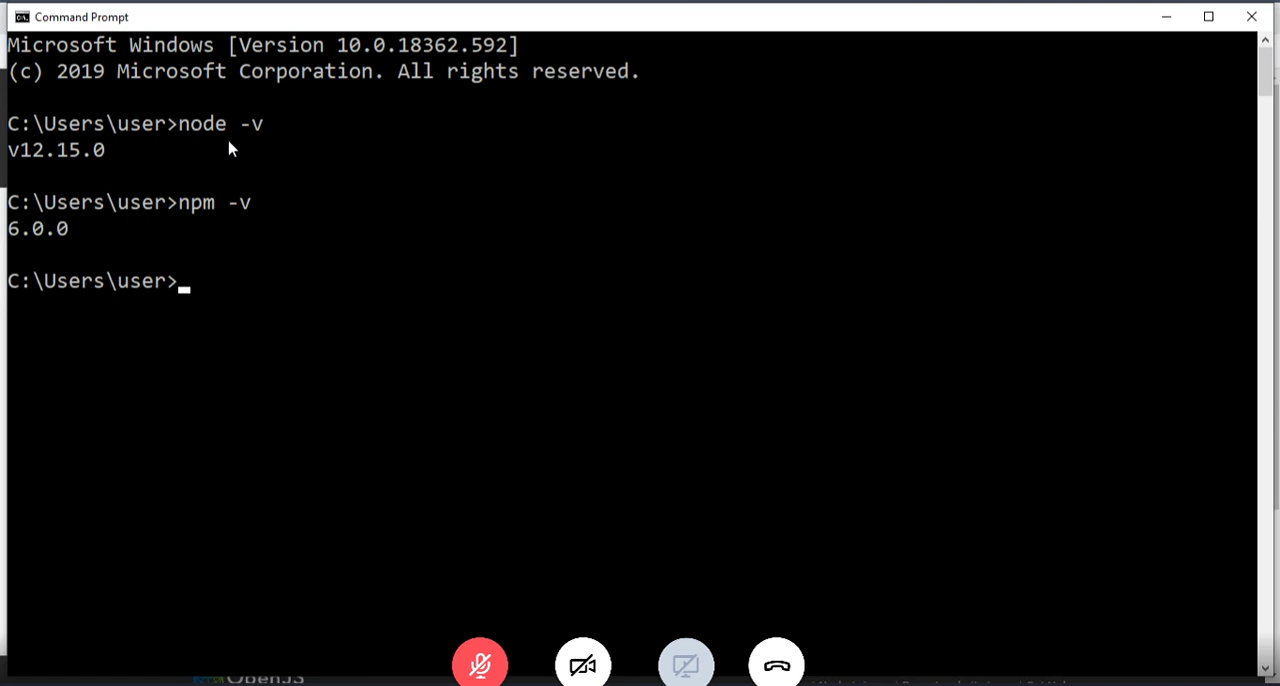 Command Prompt
Microsoft Windows [Version 10.0.18362.592]
(c) 2019 Microsoft Corporation. All rights reserved.
C:\Users\user>node -v
v12.15.0
C:\Users\user>npm -v
6.0.0
C:\Users\user>
OpenJS